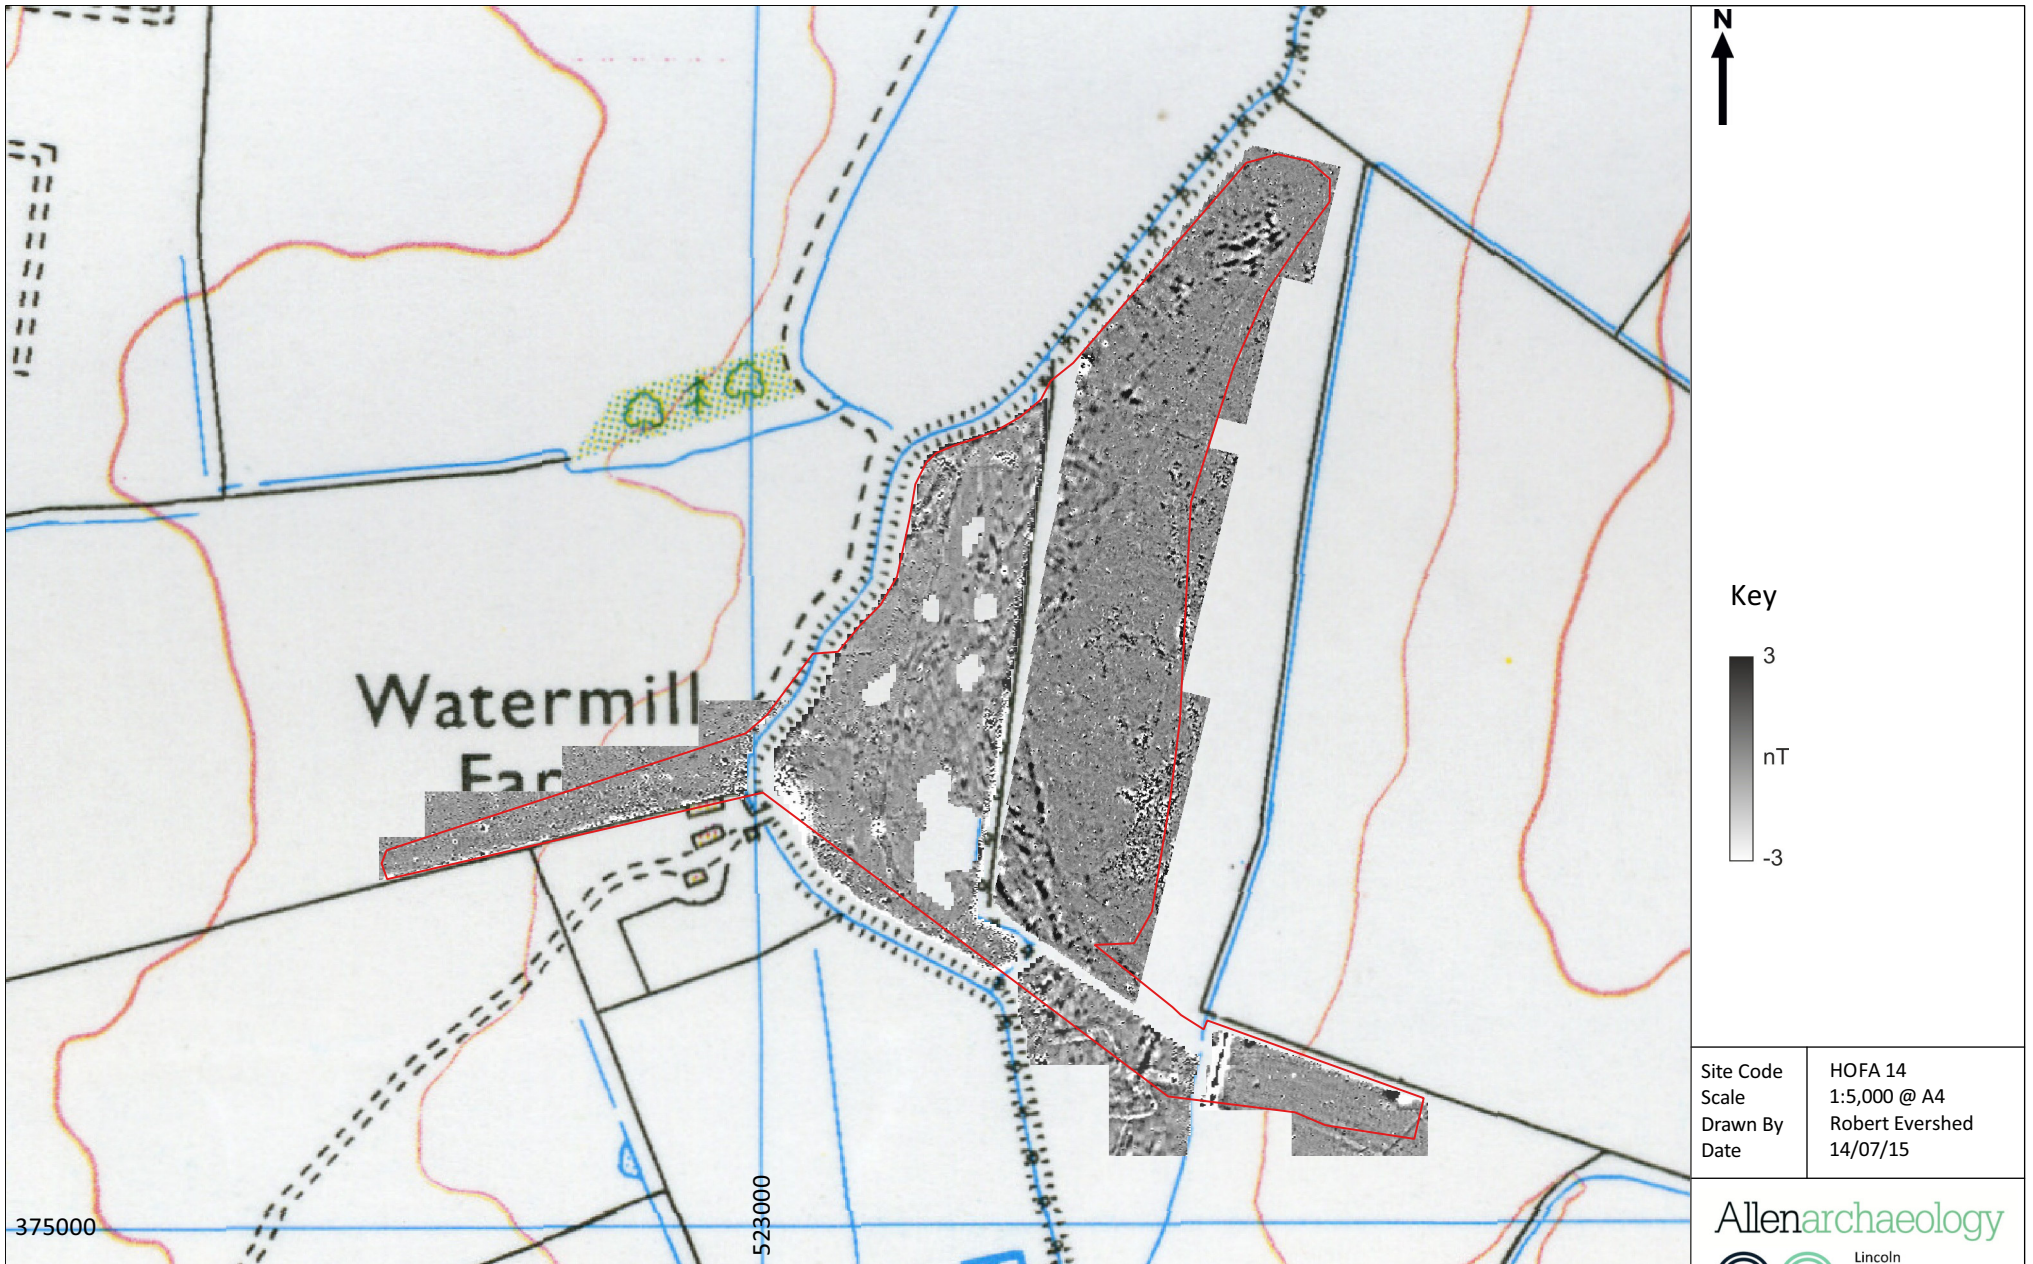 N
Watermill
Far
375000
523000
Key
3
nT
-3
Site Code HOFA 14
Scale 1:5,000 @ A4
Drawn By Robert Evershed
Date 14/07/15
Allenarchaeology
Lincoln